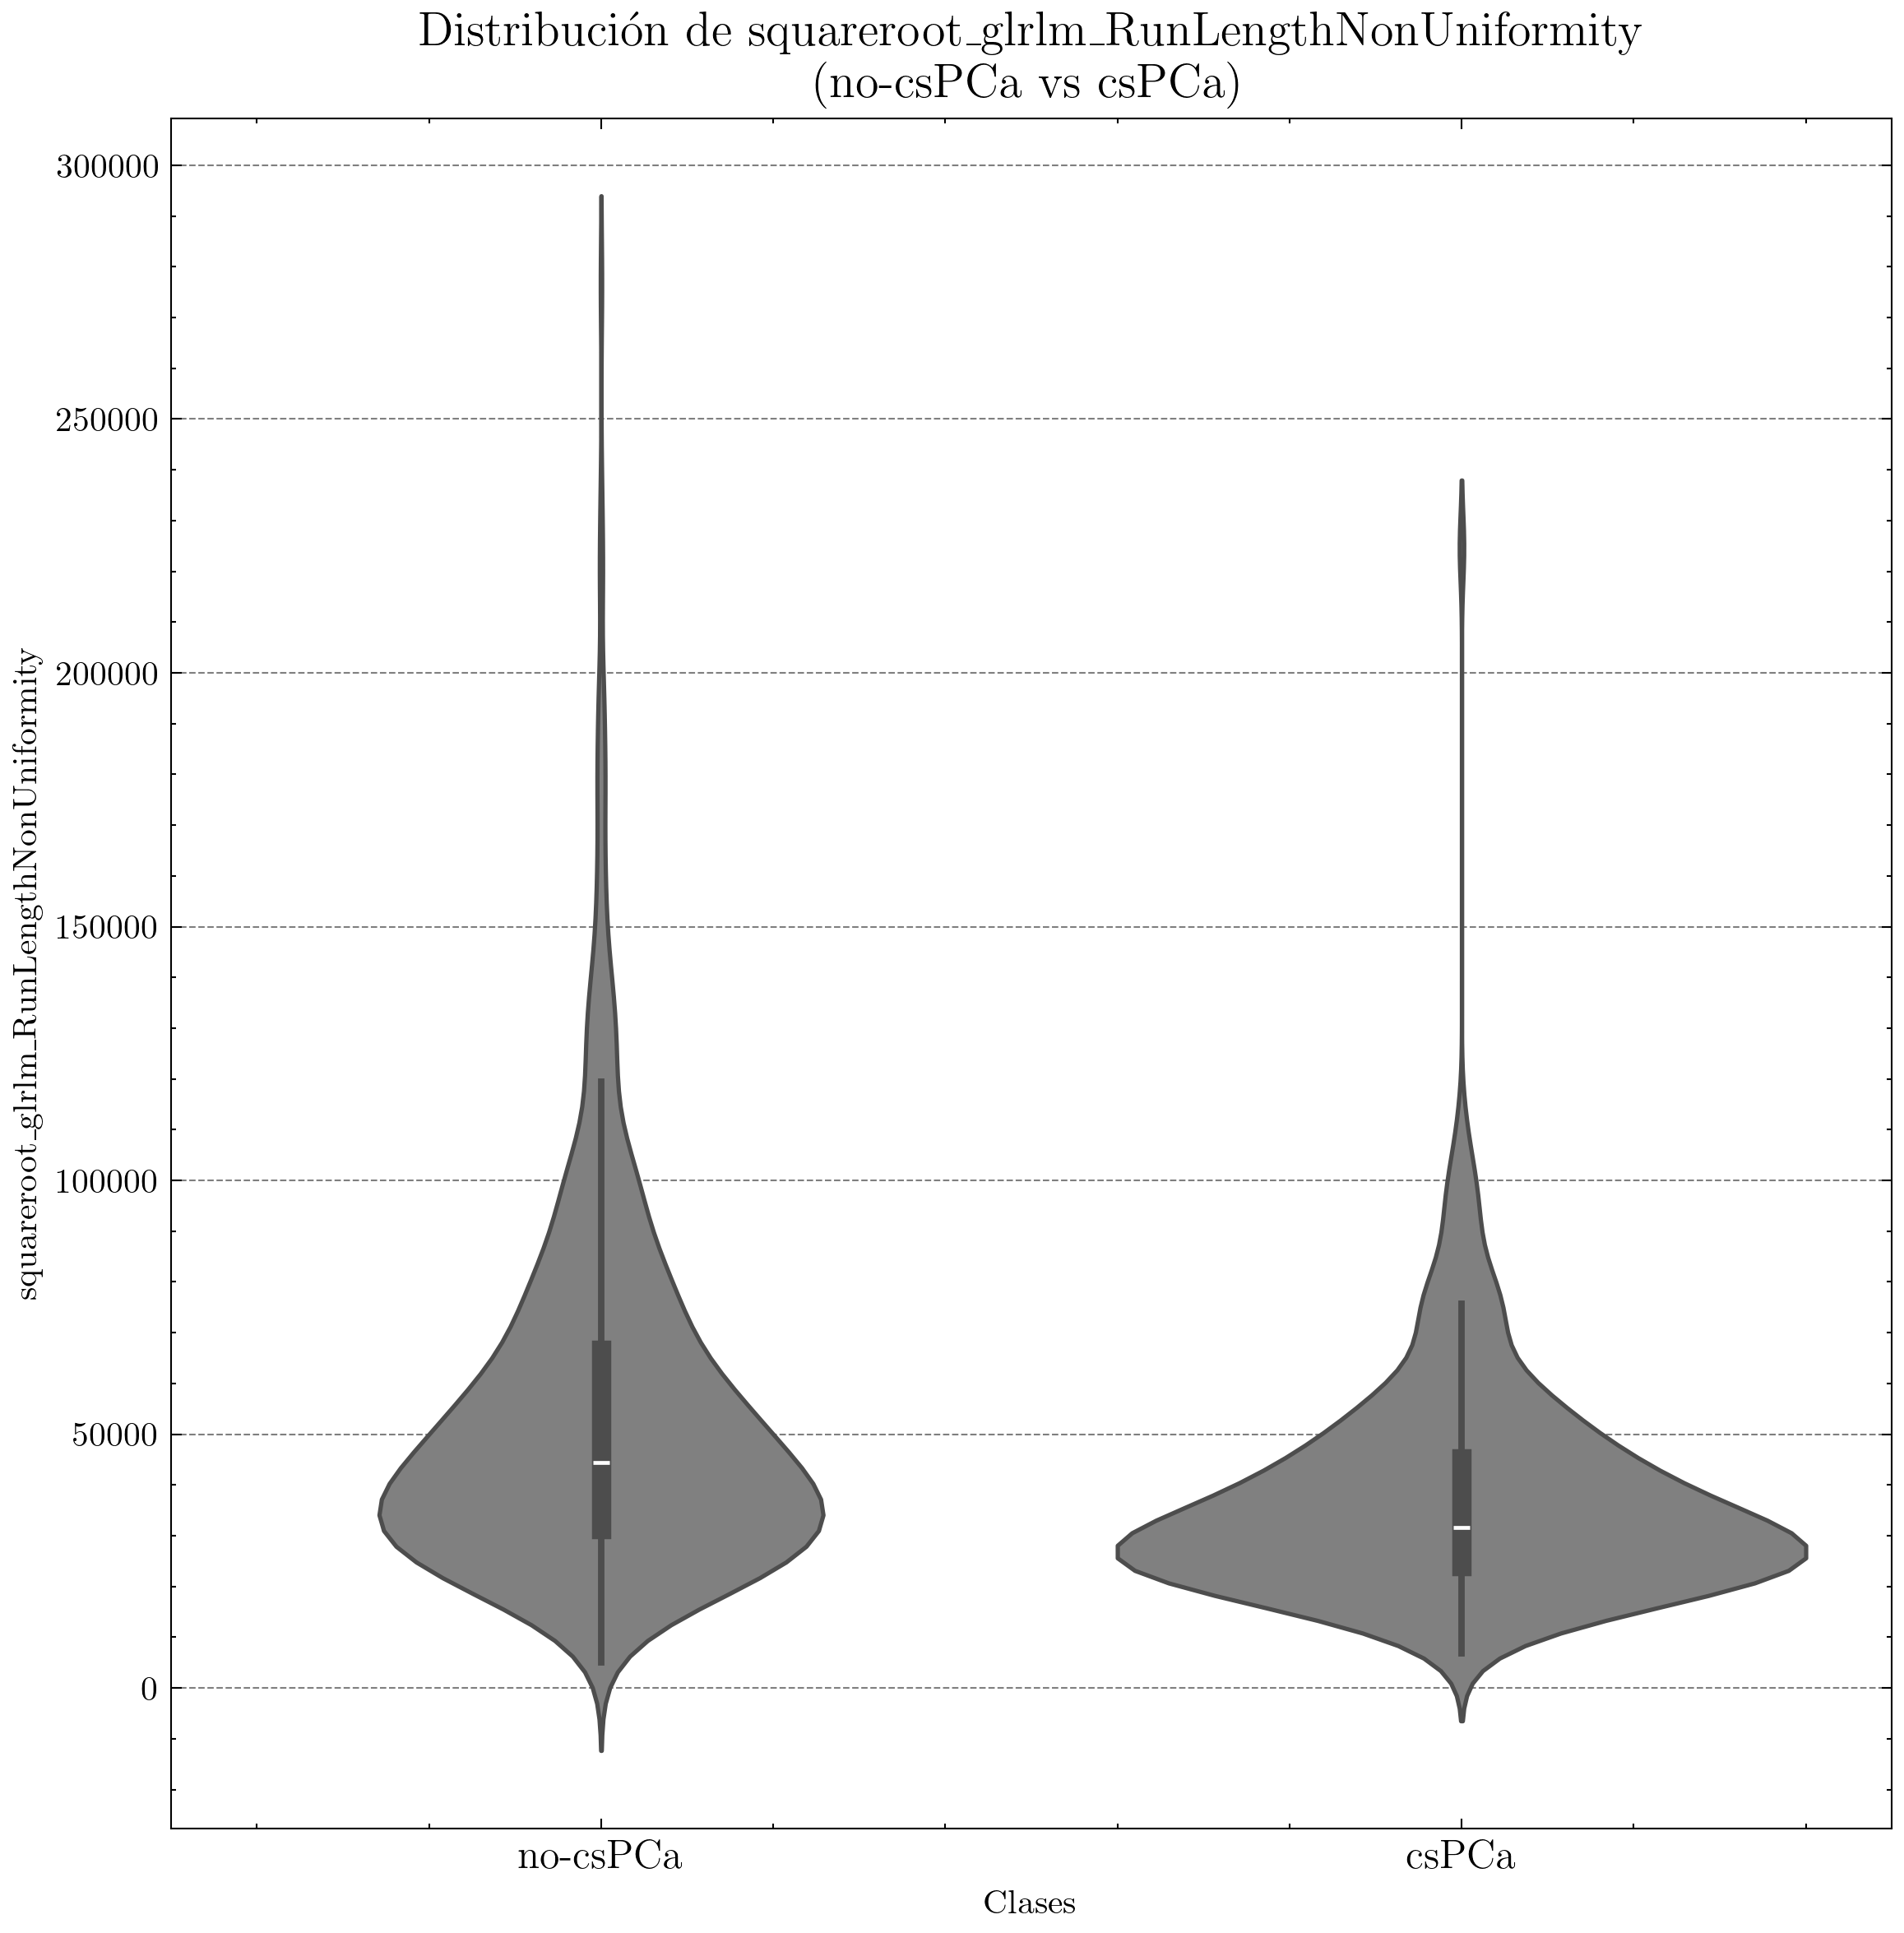 Distribución de squareroot_glrlm_RunLengthNonUniformity
(no-csPCa vs csPCa)
squareroot_glrlm_RunLengthNonUniformity
300000
250000
200000
150000
100000
50000
0
no-csPCa
csPCa
Clases